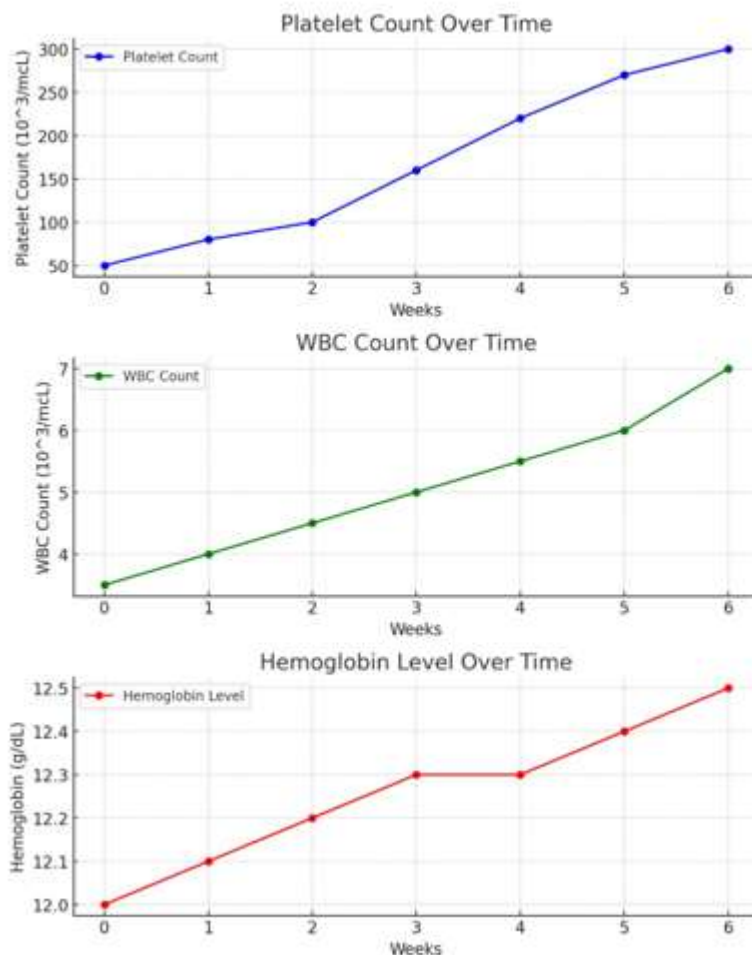 Platelet Count Over Time
Platelet Count
Platelet Count (10^3/mcL)
300
250
200
150
100
50
0 1 2 3 4 5 6
Weeks
WBC Count Over Time
WBC Count
WBC Count (10^3/mcL)
7
6
5
4
0 1 2 3 4 5 6
Weeks
Hemoglobin Level Over Time
Hemoglobin Level
Hemoglobin (g/dL)
12.5
12.4
12.3
12.2
12.1
12.0
0 1 2 3 4 5 6
Weeks